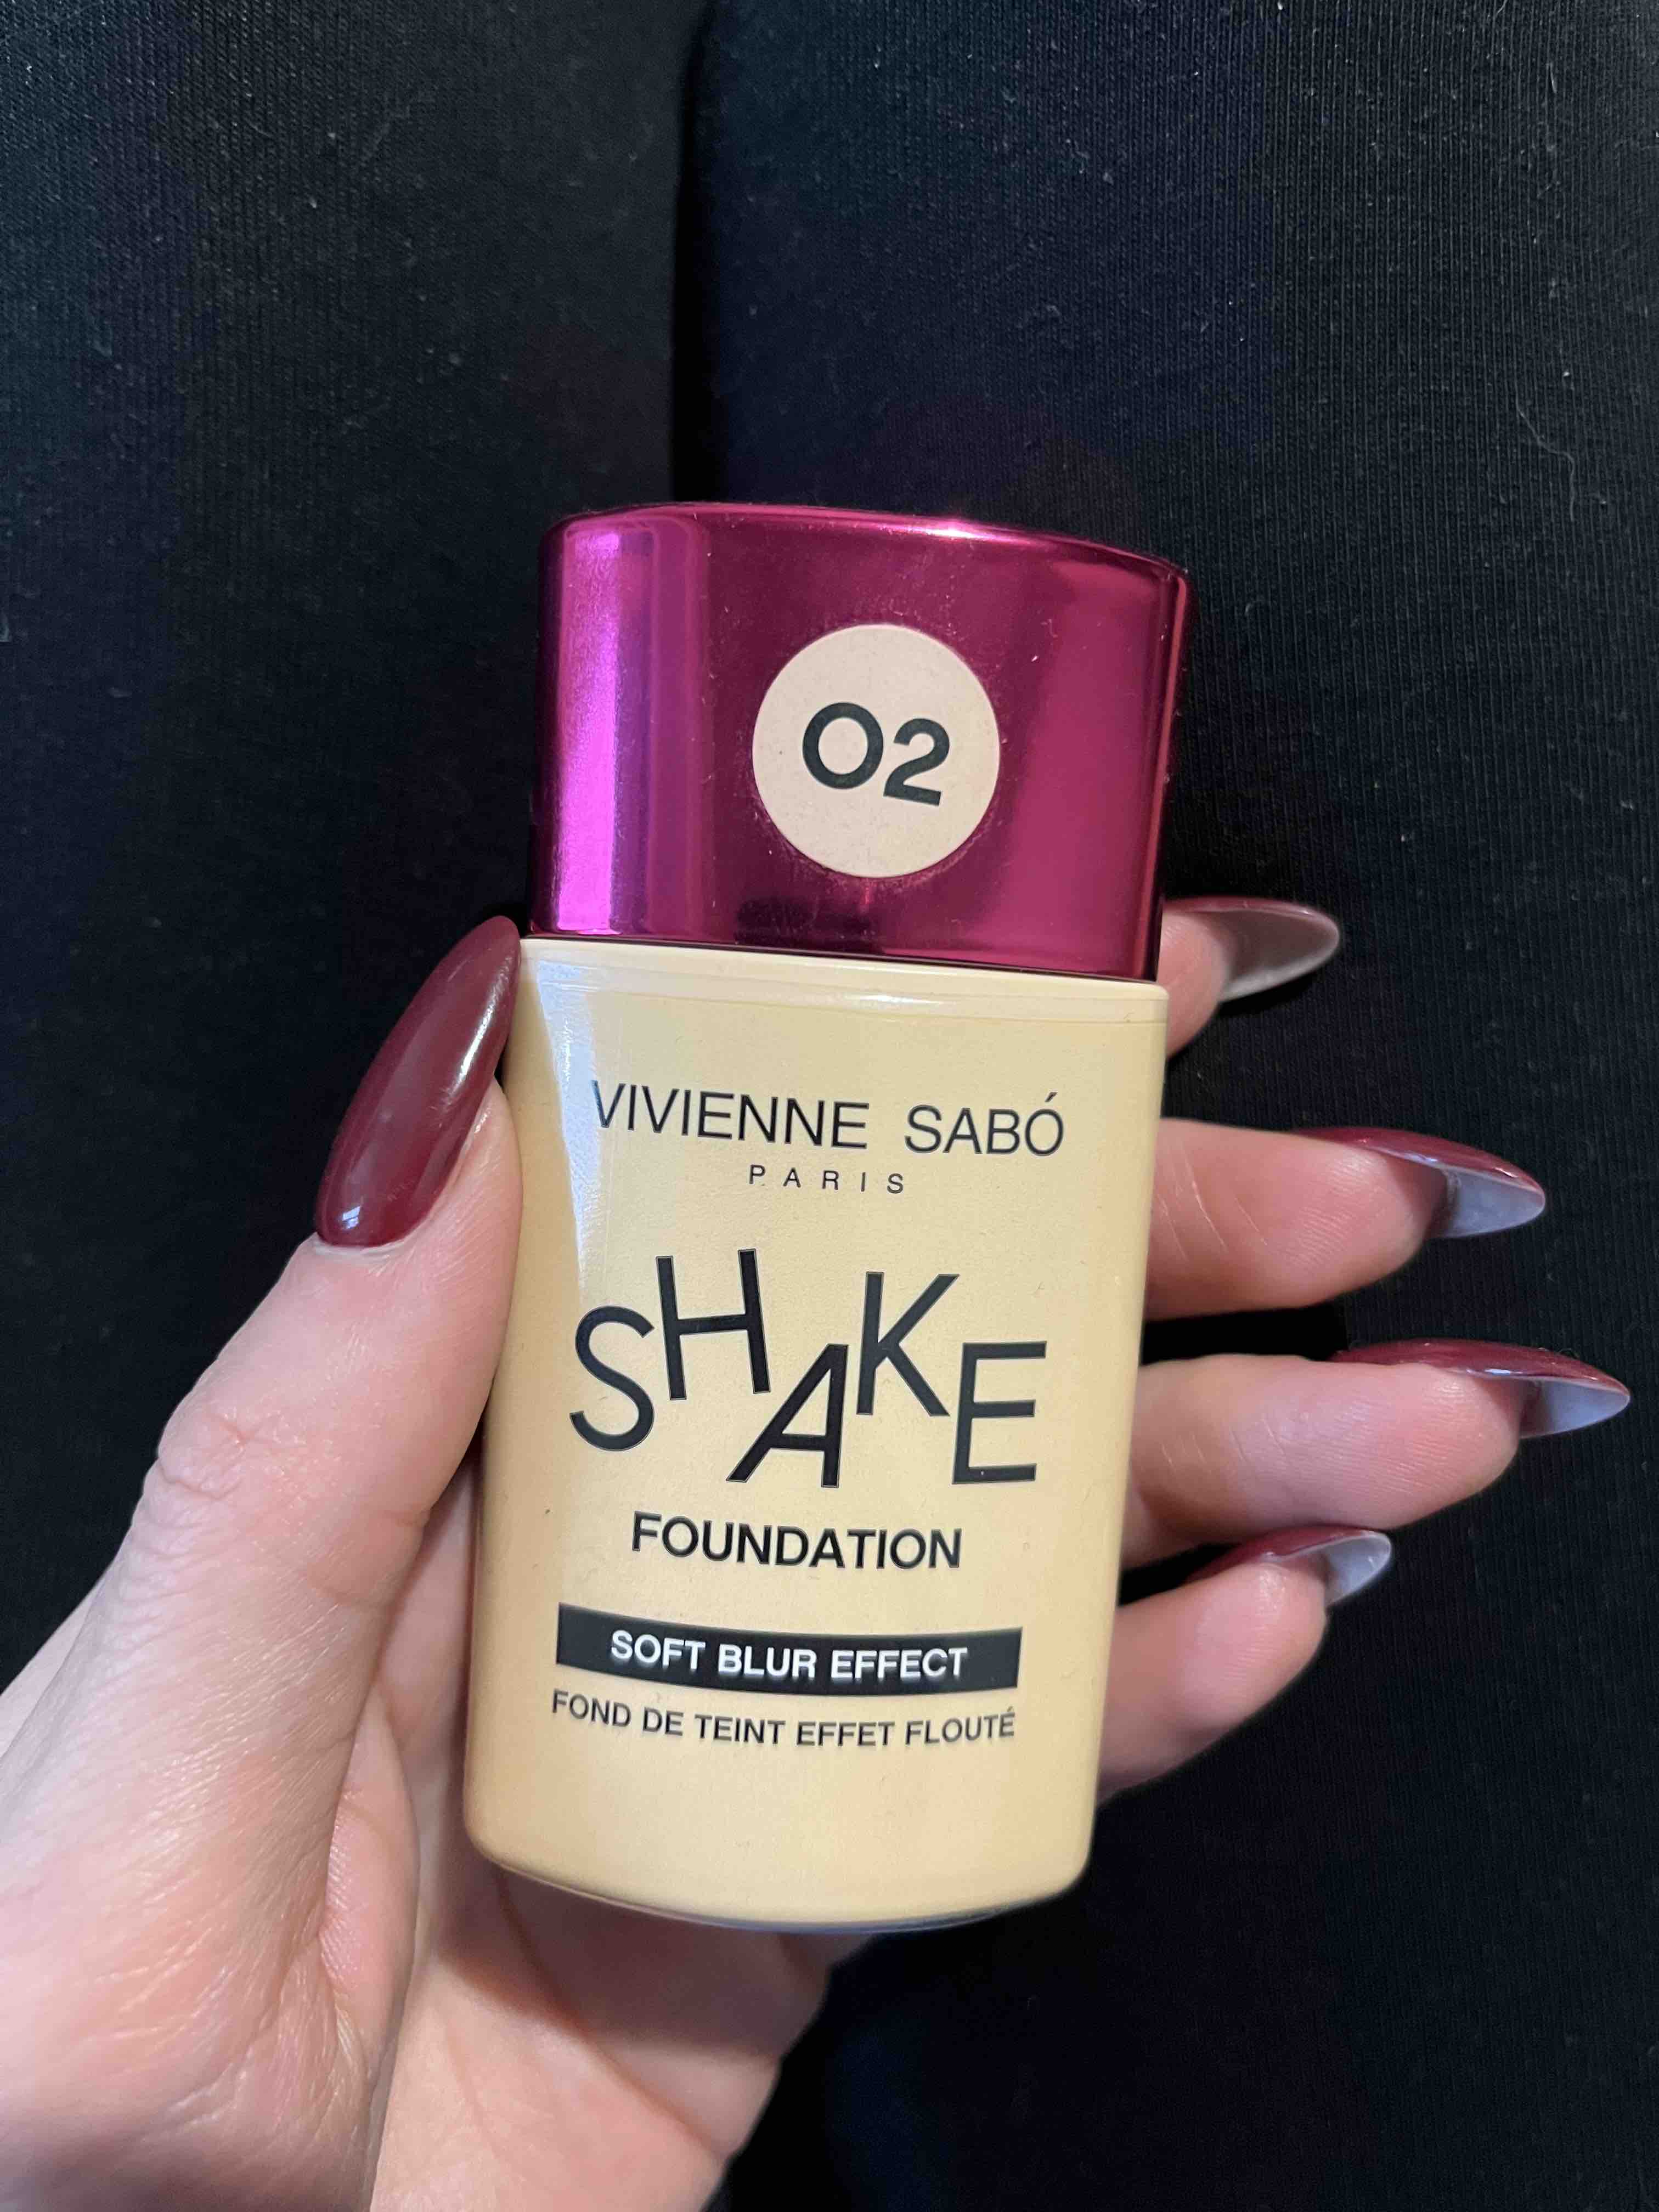 02
VIVIENNE SABÓ
PARIS
SHAKE
FOUNDATION
SOFT BLUR EFFECT
FOND DE TEINT EFFET FLOUTÉ